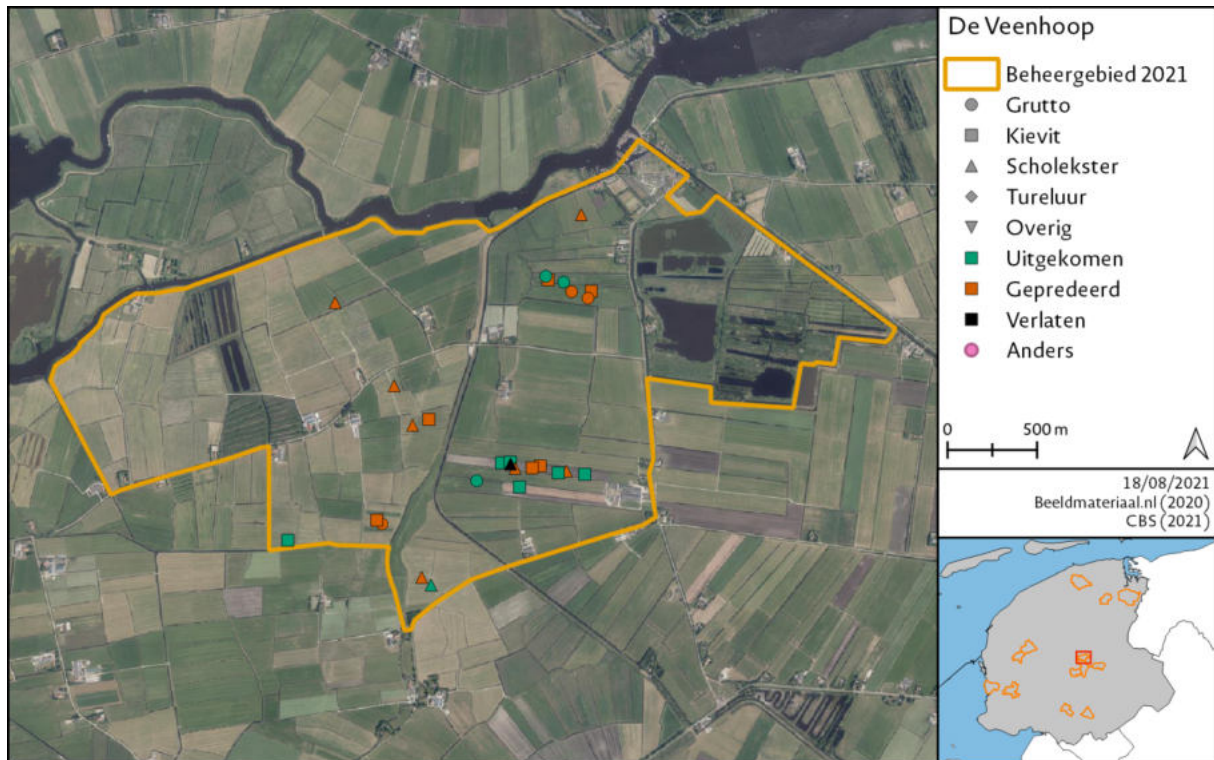 De Veenhoop
Beheergebied 2021
Grutto
Kievit
Scholekster
Tureluur
Overig
Uitgekomen
Gepredeerd
Verlaten
Anders
0 500 m
18/08/2021
Beeldmateriaal.nl (2020)
CBS (2021)